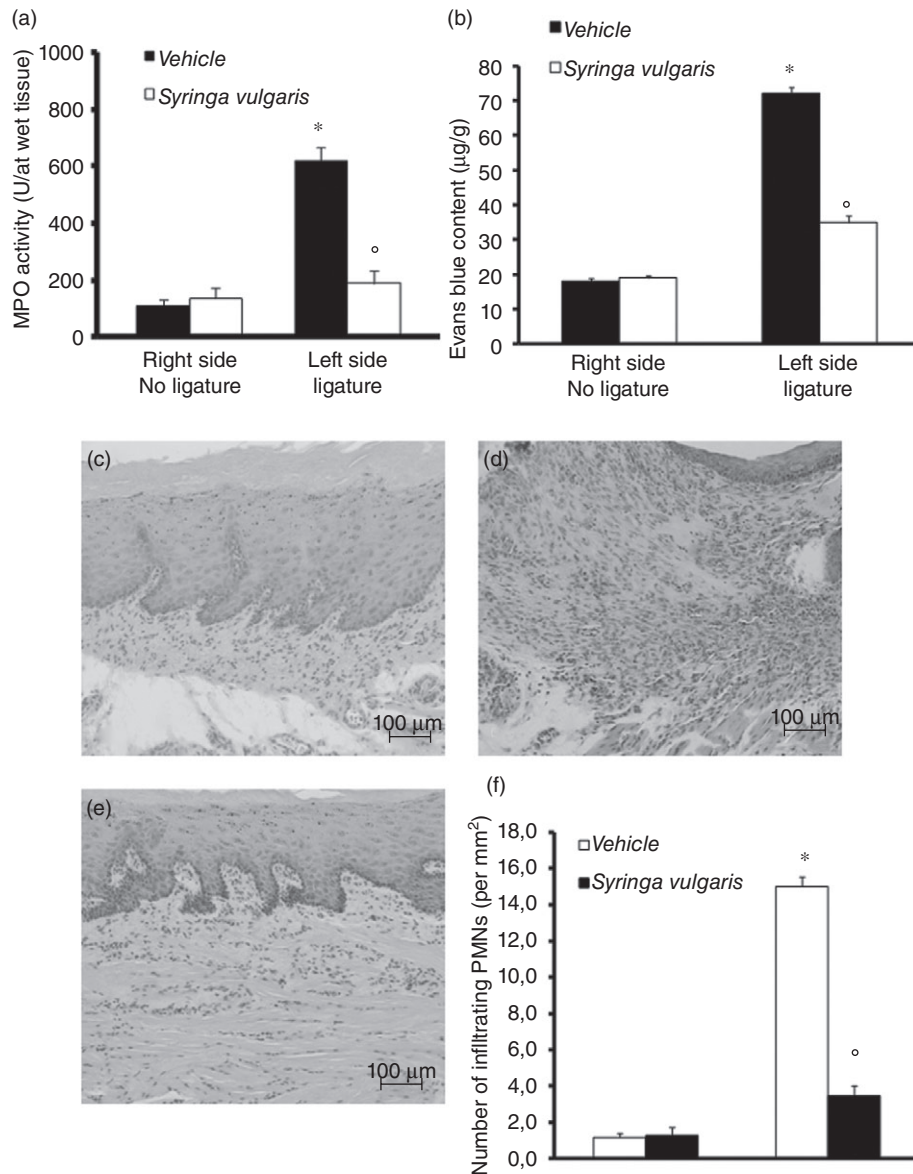 (a)
1000
800
600
400
200
0
MPO activity (U/at wet tissue)
Vehicle
Syringa vulgaris
*
°
Right side
No ligature
Left side
ligature
(b)
Vehicle
Syringa vulgaris
80
70
60
50
40
30
20
10
0
Evans blue content (µg/g)
*
°
Right side
No ligature
Left side
ligature
(c)
100 µm
(d)
100 µm
(e)
100 µm
(f)
18,0
16,0
14,0
12,0
10,0
8,0
6,0
4,0
2,0
0,0
Number of infiltrating PMNs (per mm²)
Vehicle
Syringa vulgaris
*
°